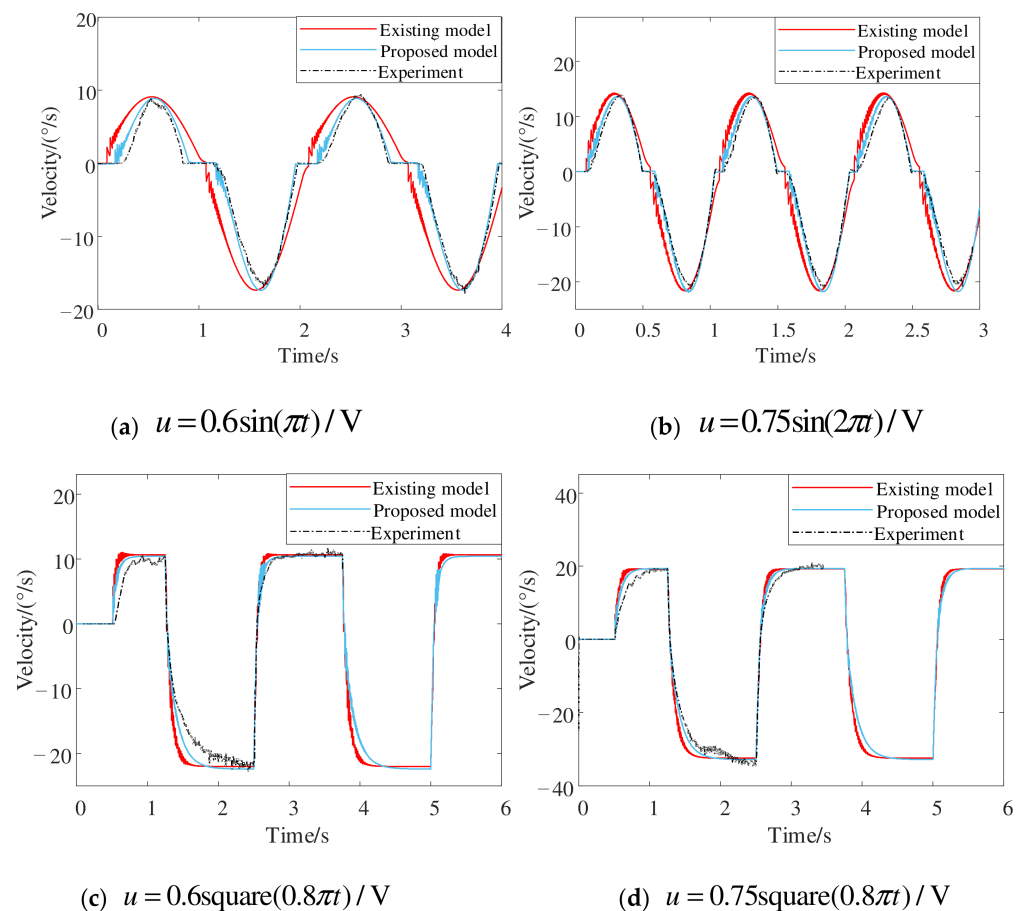 20
10
0
−10
−20
Velocity/(°/s)
Existing model
Proposed model
Experiment
0 1 2 3 4
Time/s
20
10
0
−10
−20
Velocity/(°/s)
Existing model
Proposed model
Experiment
0 0.5 1 1.5 2 2.5 3
Time/s
(a) u = 0.6sin(πt) / V
(b) u = 0.75sin(2πt) / V
20
10
0
−10
−20
Velocity/(°/s)
Existing model
Proposed model
Experiment
0 1 2 3 4 5 6
Time/s
40
20
0
−20
−40
Velocity/(°/s)
Existing model
Proposed model
Experiment
0 1 2 3 4 5 6
Time/s
(c) u = 0.6square(0.8πt) / V
(d) u = 0.75square(0.8πt) / V